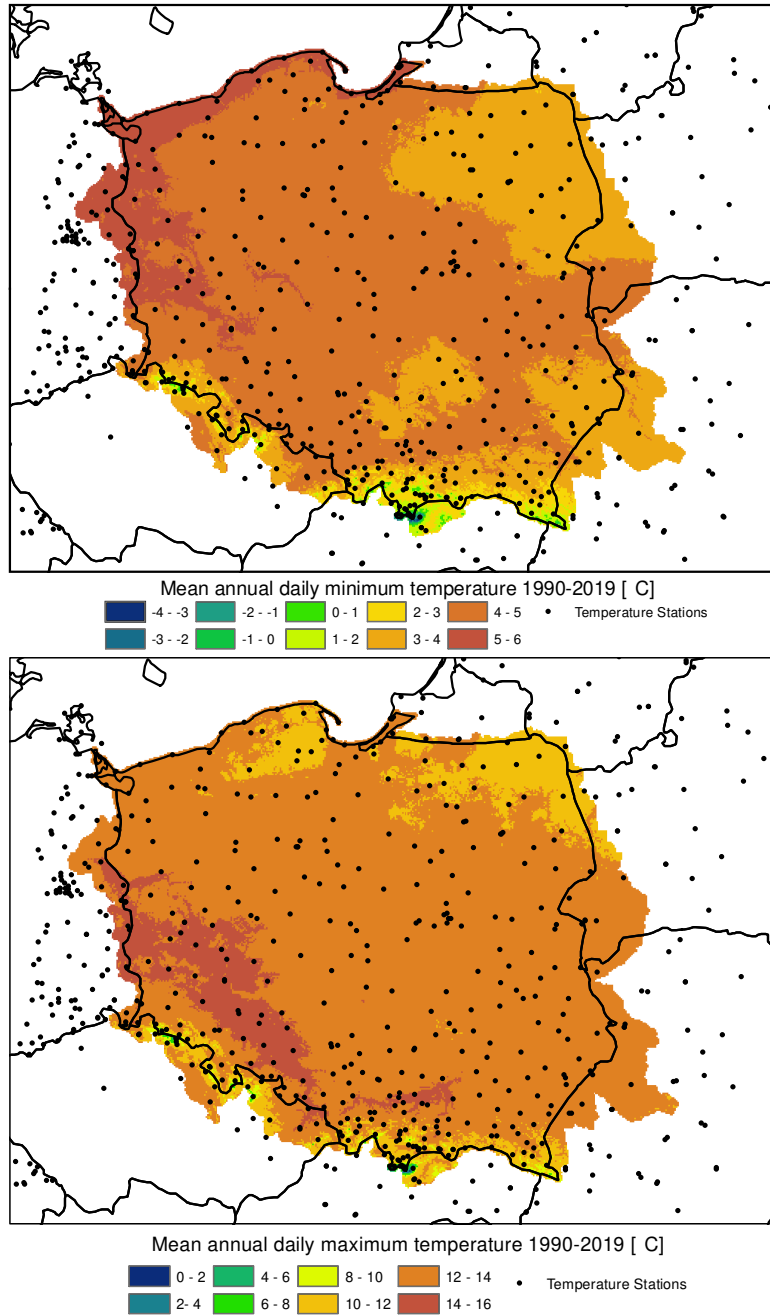 Mean annual daily minimum temperature 1990-2019 [ C]
-4 - -3 -2 - -1 0 - 1 2 - 3 4 - 5 Temperature Stations
-3 - -2 -1 - 0 1 - 2 3 - 4 5 - 6
Mean annual daily maximum temperature 1990-2019 [ C]
0 - 2 4 - 6 8 - 10 12 - 14 Temperature Stations
2- 4 6 - 8 10 - 12 14 - 16